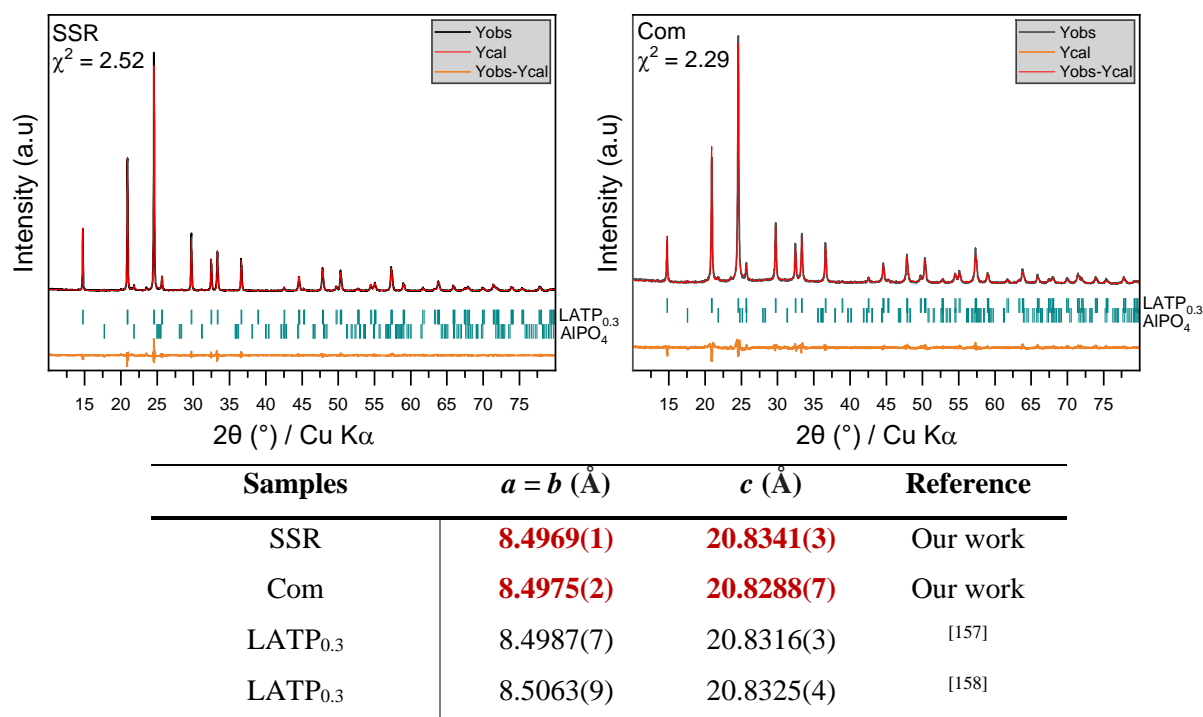 SSR
χ² = 2.52
Yobs
Ycal
Yobs-Ycal
Intensity (a.u)
LATP₀.₃
AlPO₄
15 20 25 30 35 40 45 50 55 60 65 70 75
2θ (°) / Cu Kα
Com
χ² = 2.29
Yobs
Ycal
Yobs-Ycal
Intensity (a.u)
LATP₀.₃
AlPO₄
15 20 25 30 35 40 45 50 55 60 65 70 75
2θ (°) / Cu Kα
Samples a = b (Å) c (Å) Reference
SSR 8.4969(1) 20.8341(3) Our work
Com 8.4975(2) 20.8288(7) Our work
LATP₀.₃ 8.4987(7) 20.8316(3) [157]
LATP₀.₃ 8.5063(9) 20.8325(4) [158]